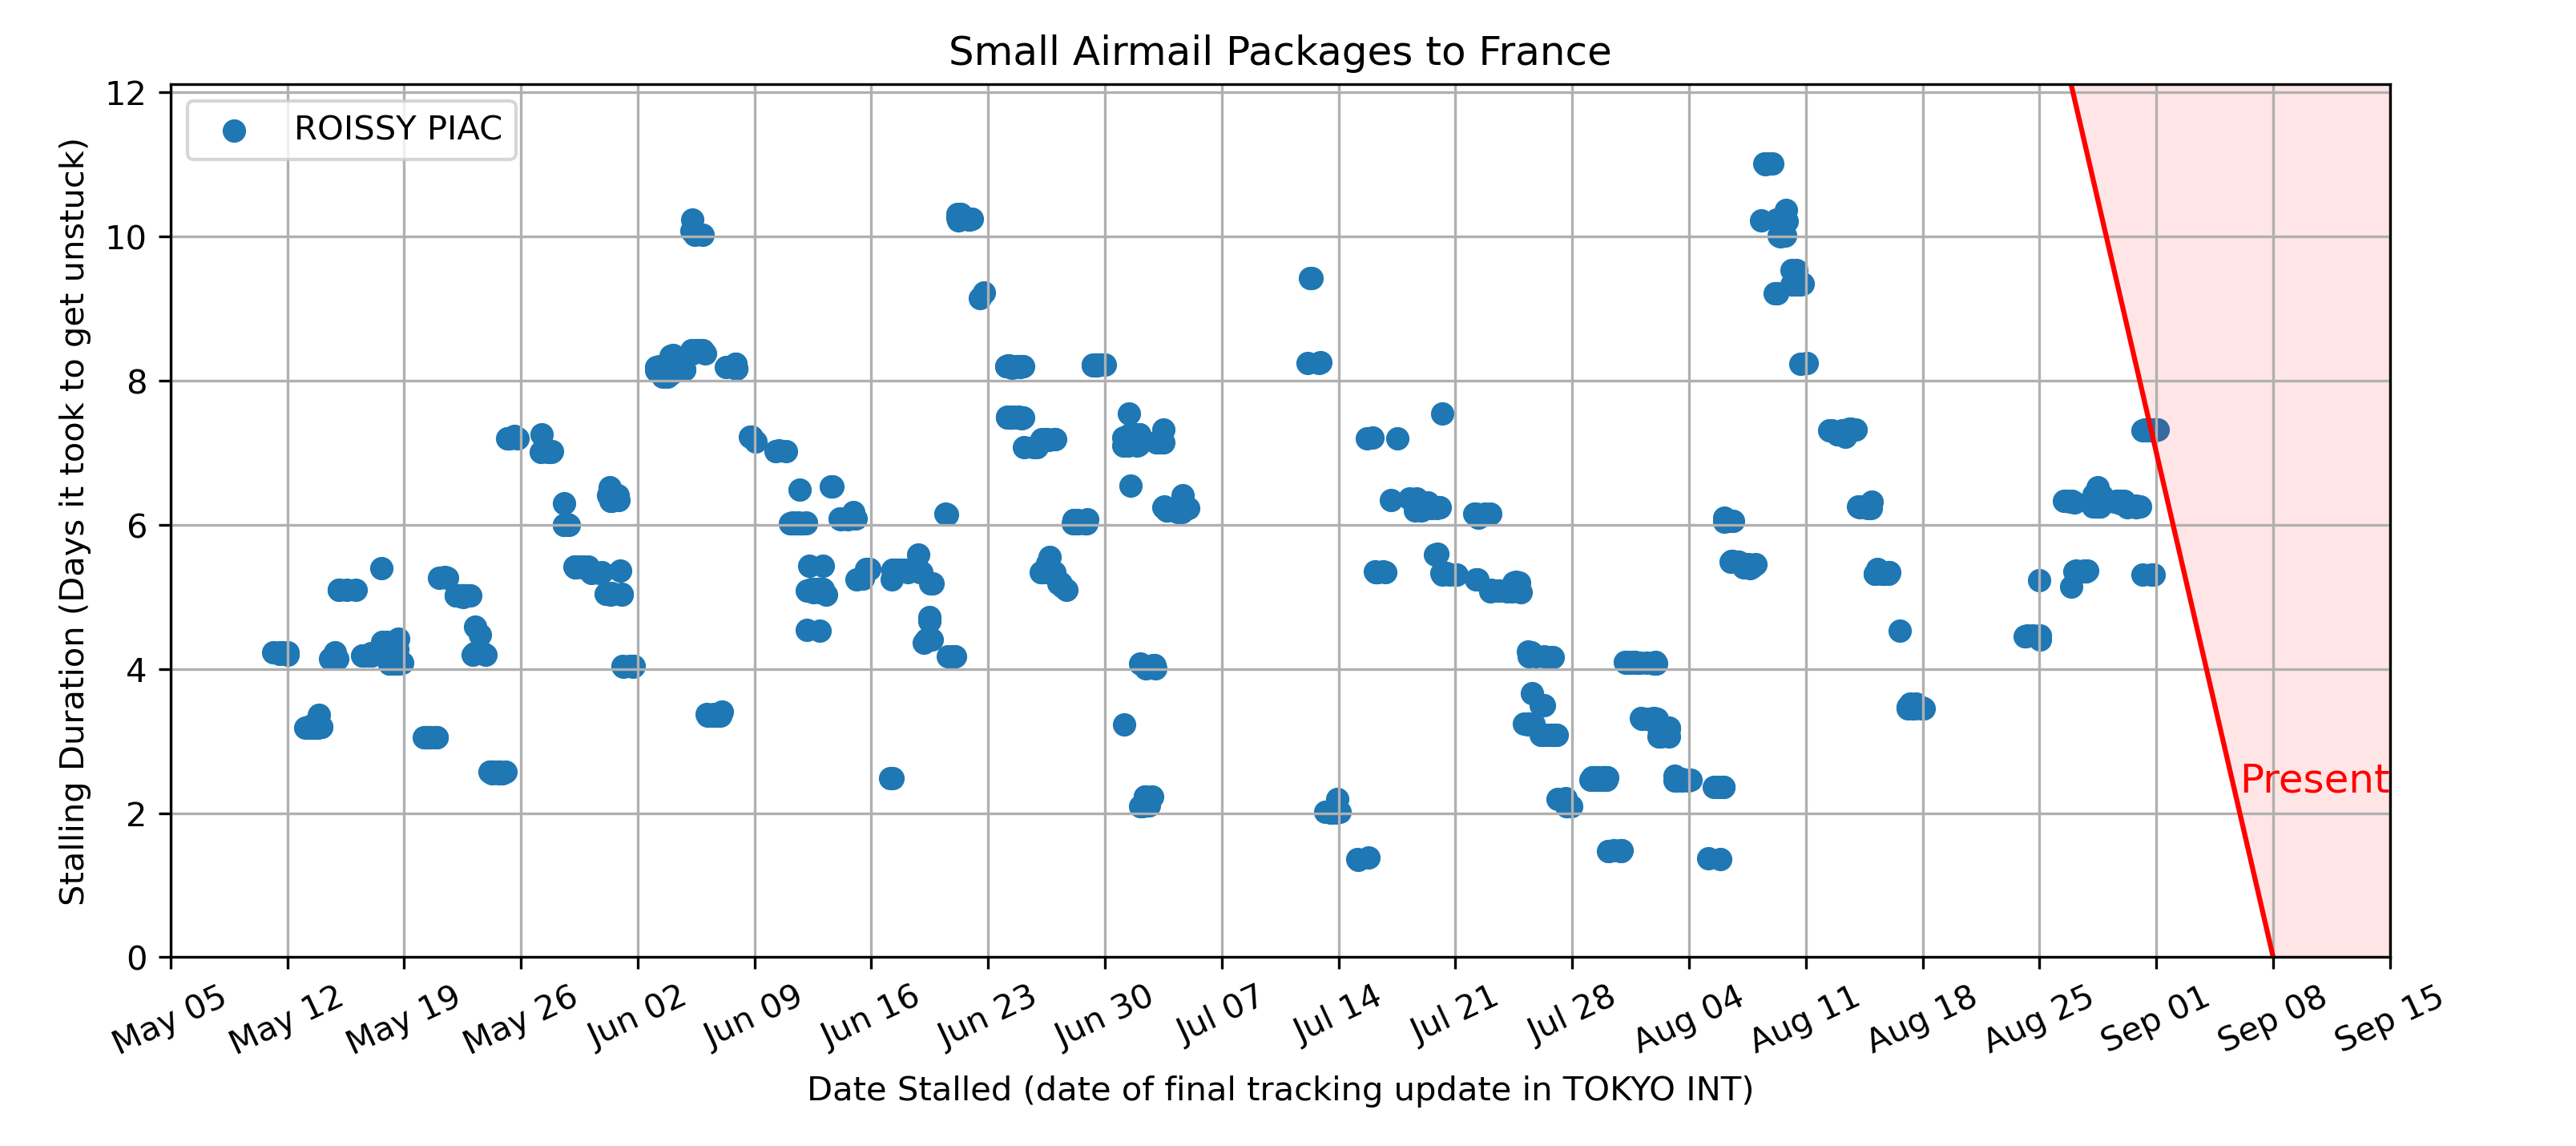 Small Airmail Packages to France
ROISSY PIAC
Stalling Duration (Days it took to get unstuck)
12
10
8
6
4
2
0
Present
May 05 May 12 May 19 May 26 Jun 02 Jun 09 Jun 16 Jun 23 Jun 30 Jul 07 Jul 14 Jul 21 Jul 28 Aug 04 Aug 11 Aug 18 Aug 25 Sep 01 Sep 08 Sep 15
Date Stalled (date of final tracking update in TOKYO INT)